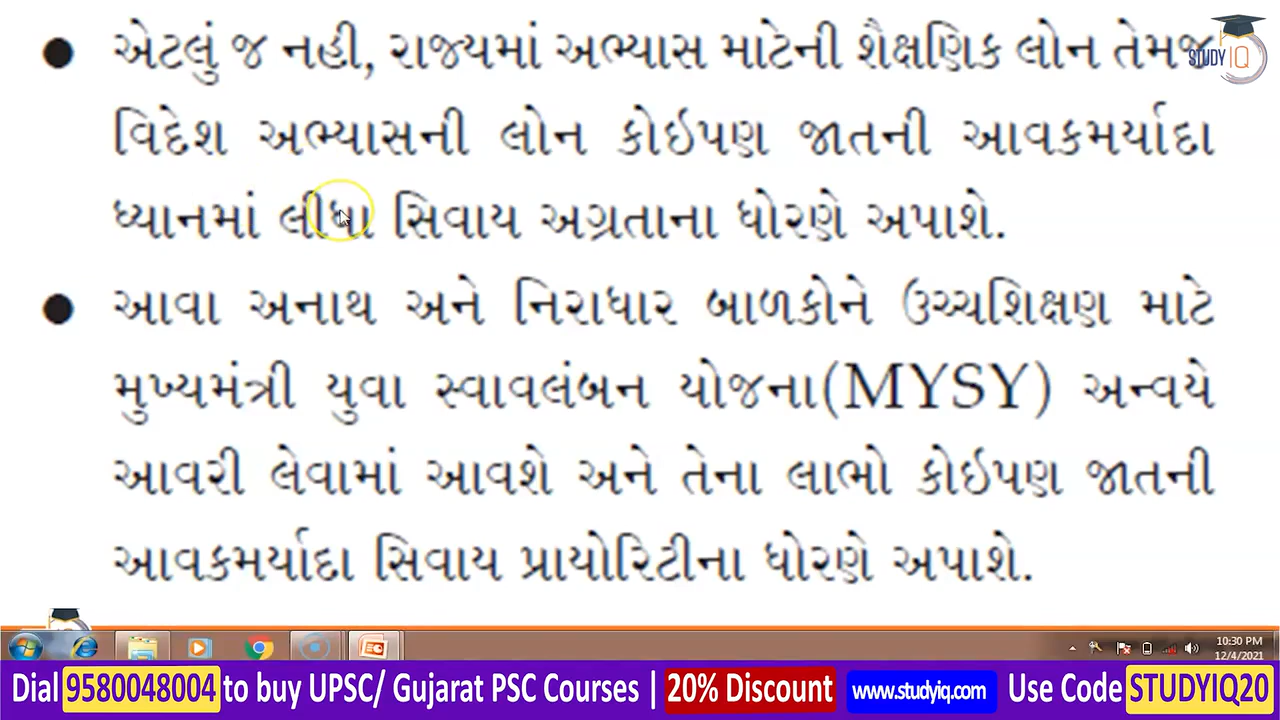 ● એટલું જ નહી, રાજ્યમાં અભ્યાસ માટેની શૈક્ષણિક લોન તેમજ
STUDY IQ
વિદેશ અભ્યાસની લોન કોઇપણ જાતની આવકમર્યાદા
ધ્યાનમાં લીધા સિવાય અગ્રતાના ધોરણે અપાશે.
● આવા અનાથ અને નિરાધાર બાળકોને ઉચ્ચશિક્ષણ માટે
મુખ્યમંત્રી યુવા સ્વાવલંબન યોજના(MYSY) અન્વયે
આવરી લેવામાં આવશે અને તેના લાભો કોઇપણ જાતની
આવકમર્યાદા સિવાય પ્રાયોરિટીના ધોરણે અપાશે.
10:30 PM
12/4/2021
Dial 9580048004 to buy UPSC/ Gujarat PSC Courses | 20% Discount www.studyiq.com Use Code STUDYIQ20